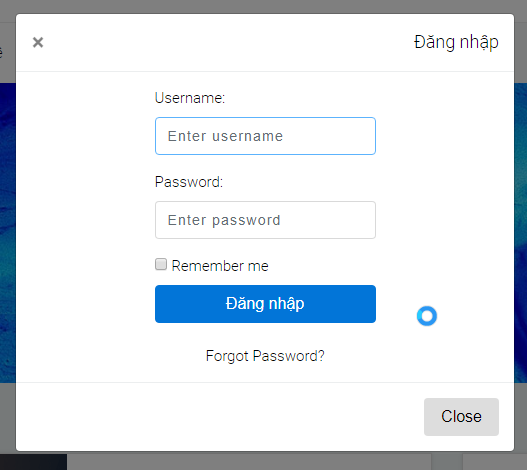 × Đăng nhập
Username:
Enter username
Password:
Enter password
Remember me
Đăng nhập
Forgot Password?
Close